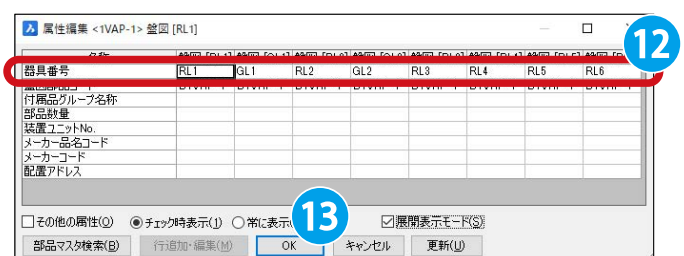 属性編集 <1VAP-1> 盤図 [RL1]
12
器具番号 RL1 GL1 RL2 GL2 RL3 RL4 RL5 RL6
付属品グループ名称
部品数量
装置ユニットNo.
メーカー品名コード
メーカーコード
配置アドレス
13
その他の属性(O) チェック時表示(1) 常に表示 展開表示モード(S)
部品マスタ検索(B) 行追加・編集(M) OK キャンセル 更新(U)